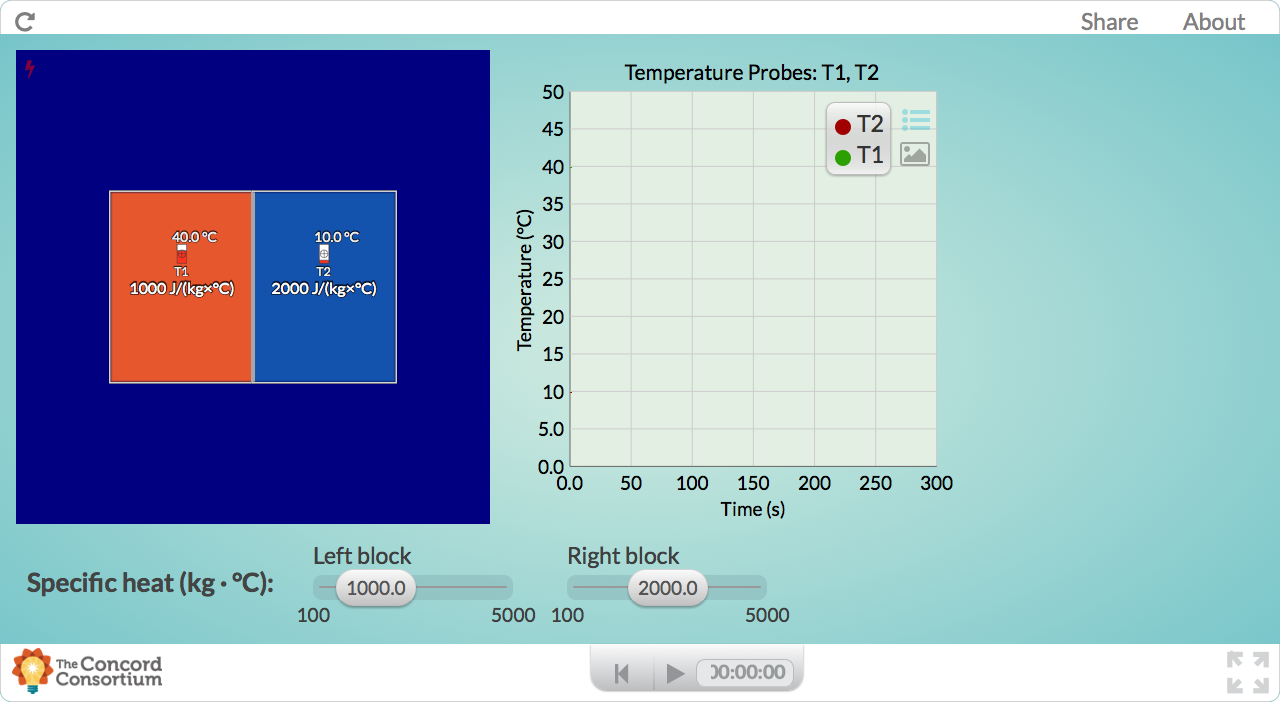 Share About
40.0 °C
T1
1000 J/(kg×°C)
10.0 °C
T2
2000 J/(kg×°C)
Temperature Probes: T1, T2
Temperature (°C)
50
45
40
35
30
25
20
15
10
5.0
0.0
T2
T1
0.0 50 100 150 200 250 300
Time (s)
Specific heat (kg · °C):
Left block
1000.0
100 5000
Right block
2000.0
100 5000
The Concord
Consortium
00:00:00